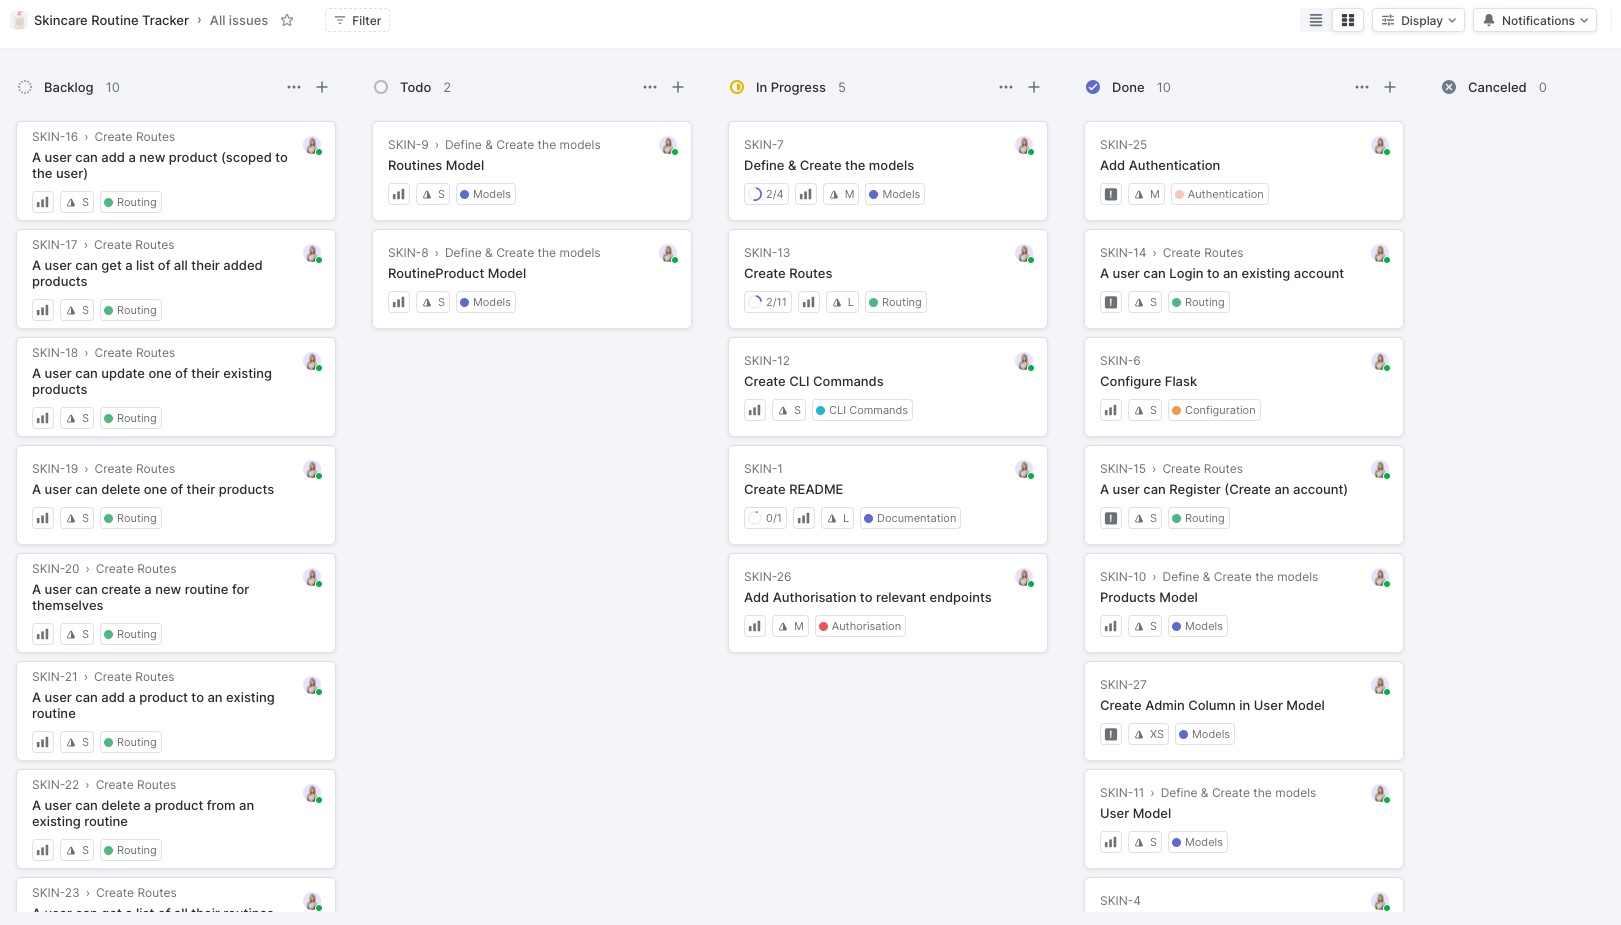 Skincare Routine Tracker › All issues
Filter
Display
Notifications
Backlog 10
SKIN-16 › Create Routes
A user can add a new product (scoped to
the user)
S Routing
SKIN-17 › Create Routes
A user can get a list of all their added
products
S Routing
SKIN-18 › Create Routes
A user can update one of their existing
products
S Routing
SKIN-19 › Create Routes
A user can delete one of their products
S Routing
SKIN-20 › Create Routes
A user can create a new routine for
themselves
S Routing
SKIN-21 › Create Routes
A user can add a product to an existing
routine
S Routing
SKIN-22 › Create Routes
A user can delete a product from an
existing routine
S Routing
SKIN-23 › Create Routes
A user can get a list of all their routines
Todo 2
SKIN-9 › Define & Create the models
Routines Model
S Models
SKIN-8 › Define & Create the models
RoutineProduct Model
S Models
In Progress 5
SKIN-7
Define & Create the models
2/4 M Models
SKIN-13
Create Routes
2/11 L Routing
SKIN-12
Create CLI Commands
S CLI Commands
SKIN-1
Create README
0/1 L Documentation
SKIN-26
Add Authorisation to relevant endpoints
M Authorisation
Done 10
SKIN-25
Add Authentication
M Authentication
SKIN-14 › Create Routes
A user can Login to an existing account
S Routing
SKIN-6
Configure Flask
S Configuration
SKIN-15 › Create Routes
A user can Register (Create an account)
S Routing
SKIN-10 › Define & Create the models
Products Model
S Models
SKIN-27
Create Admin Column in User Model
XS Models
SKIN-11 › Define & Create the models
User Model
S Models
SKIN-4
Canceled 0